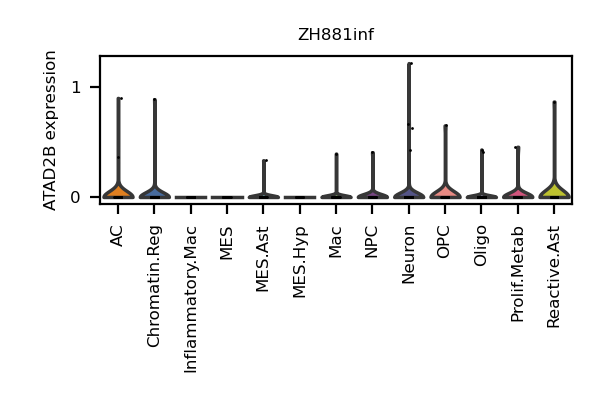 ZH881inf
ATAD2B expression
1
0
AC
Chromatin.Reg
Inflammatory.Mac
MES
MES.Ast
MES.Hyp
Mac
NPC
Neuron
OPC
Oligo
Prolif.Metab
Reactive.Ast